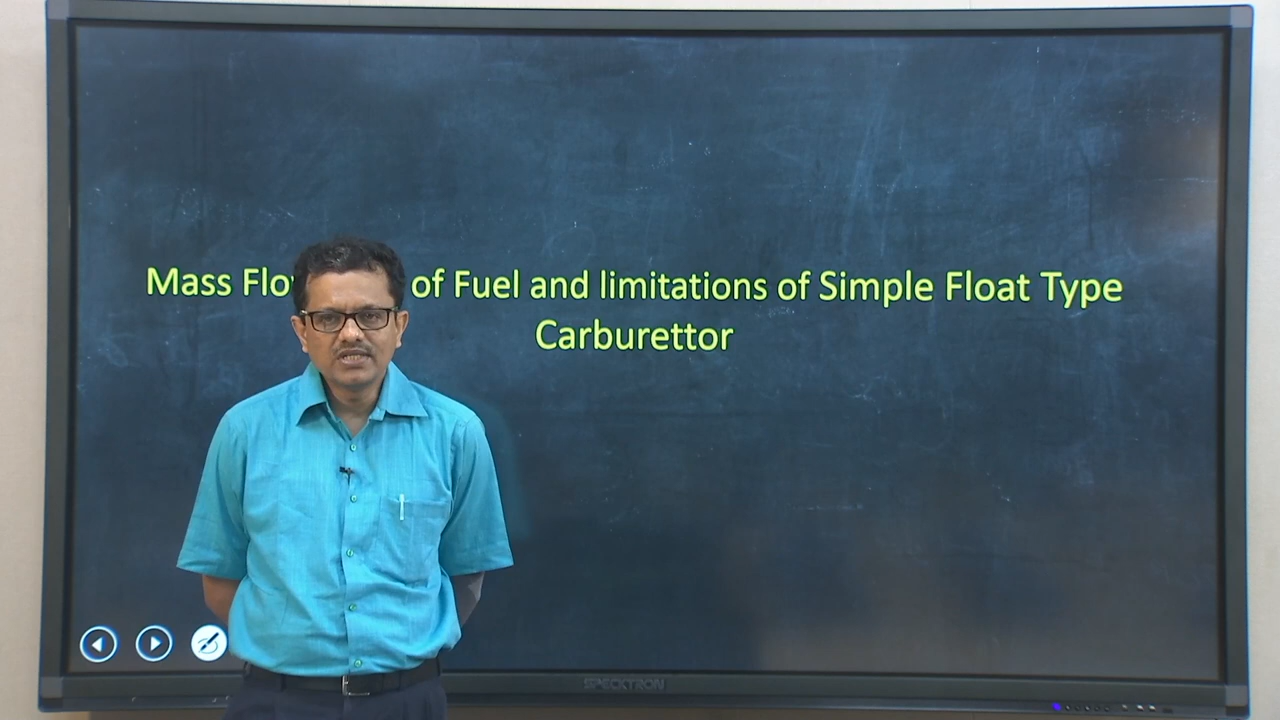 Mass Flo of Fuel and limitations of Simple Float Type
Carburettor
SPECKTRON